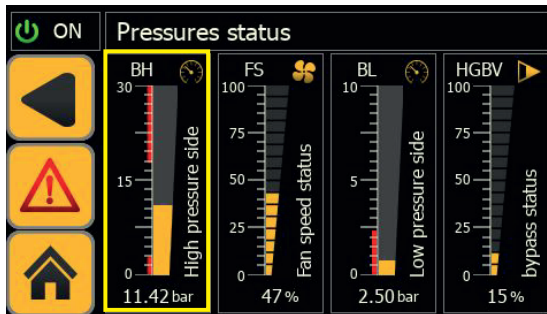 ON
Pressures status
BH
30
15
0
High pressure side
11.42 bar
FS
100
75
50
25
0
Fan speed status
47 %
BL
10
5
0
Low pressure side
2.50 bar
HGBV
100
75
50
25
0
bypass status
15 %